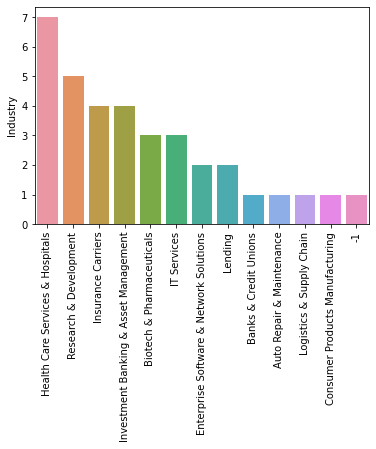 7
6
5
4
3
2
1
0
Industry
Health Care Services & Hospitals
Research & Development
Insurance Carriers
Investment Banking & Asset Management
Biotech & Pharmaceuticals
IT Services
Enterprise Software & Network Solutions
Lending
Banks & Credit Unions
Auto Repair & Maintenance
Logistics & Supply Chain
Consumer Products Manufacturing
-1